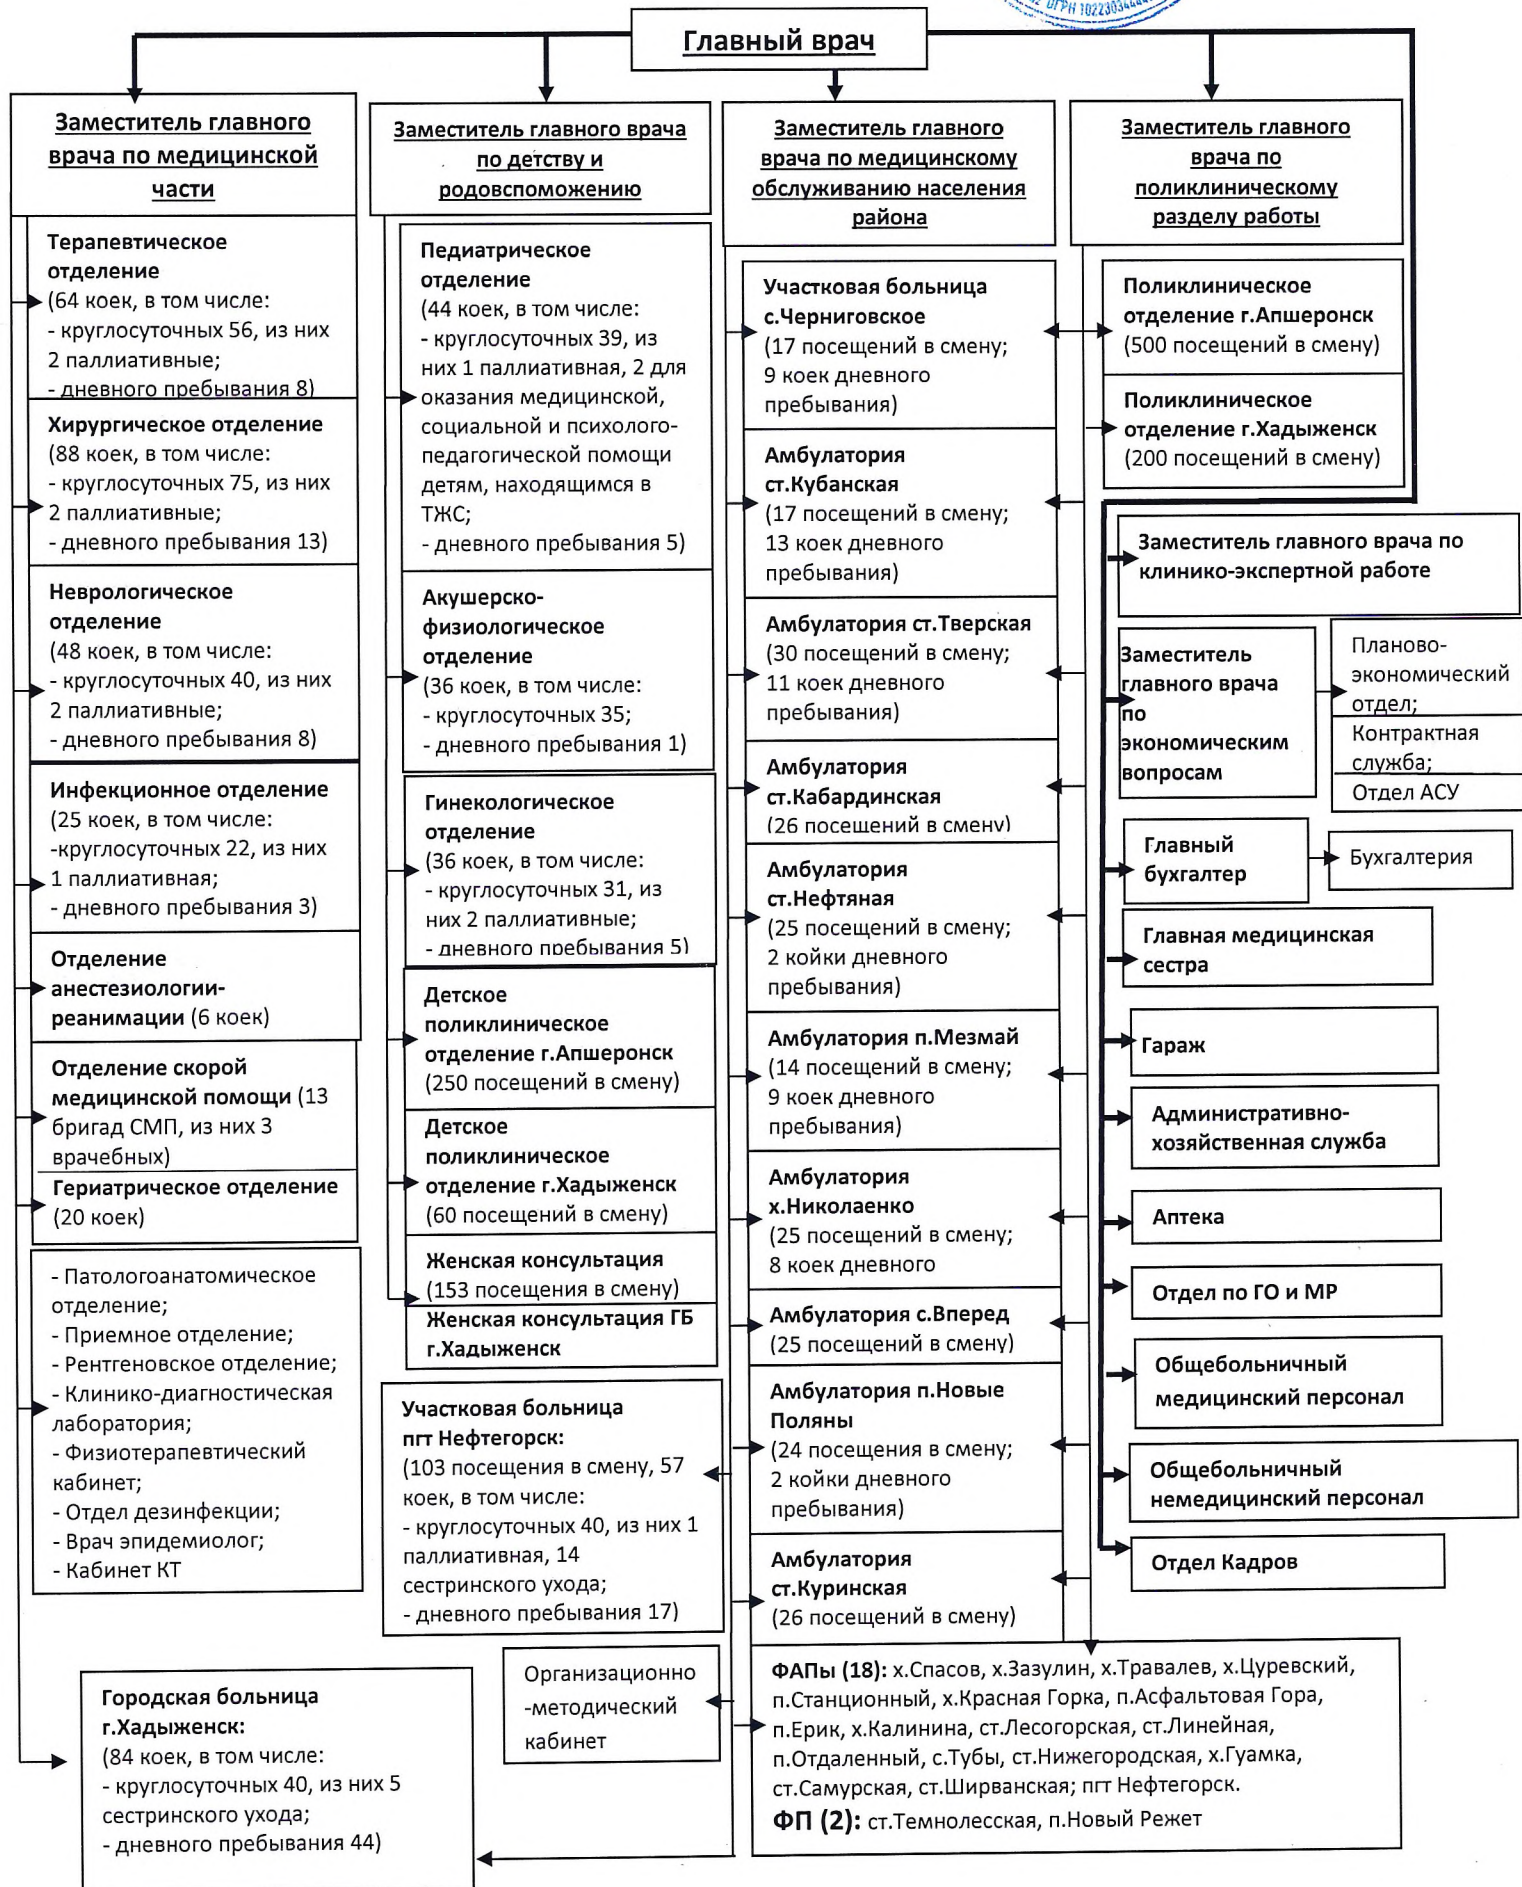 ОГРН
Главный врач
Заместитель главного
врача по медицинской
части
Терапевтическое
отделение
(64 коек, в том числе:
- круглосуточных 56, из них
2 паллиативные;
- дневного пребывания 8)
Хирургическое отделение
(88 коек, в том числе:
- круглосуточных 75, из них
2 паллиативные;
- дневного пребывания 13)
Неврологическое
отделение
(48 коек, в том числе:
- круглосуточных 40, из них
2 паллиативные;
- дневного пребывания 8)
Инфекционное отделение
(25 коек, в том числе:
-круглосуточных 22, из них
1 паллиативная;
- дневного пребывания 3)
Отделение
анестезиологии-
реанимации (6 коек)
Отделение скорой
медицинской помощи (13
бригад СМП, из них 3
врачебных)
Гериатрическое отделение
(20 коек)
- Патологоанатомическое
отделение;
- Приемное отделение;
- Рентгеновское отделение;
- Клинико-диагностическая
лаборатория;
- Физиотерапевтический
кабинет;
- Отдел дезинфекции;
- Врач эпидемиолог;
- Кабинет КТ
Городская больница
г.Хадыженск:
(84 коек, в том числе:
- круглосуточных 40, из них 5
сестринского ухода;
- дневного пребывания 44)
Заместитель главного врача
по детству и
родовспоможению
Педиатрическое
отделение
(44 коек, в том числе:
- круглосуточных 39, из
них 1 паллиативная, 2 для
оказания медицинской,
социальной и психолого-
педагогической помощи
детям, находящимся в
ТЖС;
- дневного пребывания 5)
Акушерско-
физиологическое
отделение
(36 коек, в том числе:
- круглосуточных 35;
- дневного пребывания 1)
Гинекологическое
отделение
(36 коек, в том числе:
- круглосуточных 31, из
них 2 паллиативные;
- дневного пребывания 5)
Детское
поликлиническое
отделение г.Апшеронск
(250 посещений в смену)
Детское
поликлиническое
отделение г.Хадыженск
(60 посещений в смену)
Женская консультация
(153 посещения в смену)
Женская консультация ГБ
г.Хадыженск
Участковая больница
пгт Нефтегорск:
(103 посещения в смену, 57
коек, в том числе:
- круглосуточных 40, из них 1
паллиативная, 14
сестринского ухода;
- дневного пребывания 17)
Организационно
-методический
кабинет
Заместитель главного
врача по медицинскому
обслуживанию населения
района
Участковая больница
с.Черниговское
(17 посещений в смену;
9 коек дневного
пребывания)
Амбулатория
ст.Кубанская
(17 посещений в смену;
13 коек дневного
пребывания)
Амбулатория ст.Тверская
(30 посещений в смену;
11 коек дневного
пребывания)
Амбулатория
ст.Кабардинская
(26 посещений в смену)
Амбулатория
ст.Нефтяная
(25 посещений в смену;
2 койки дневного
пребывания)
Амбулатория п.Мезмай
(14 посещений в смену;
9 коек дневного
пребывания)
Амбулатория
х.Николаенко
(25 посещений в смену;
8 коек дневного
Амбулатория с.Вперед
(25 посещений в смену)
Амбулатория п.Новые
Поляны
(24 посещения в смену;
2 койки дневного
пребывания)
Амбулатория
ст.Куринская
(26 посещений в смену)
ФАПы (18): х.Спасов, х.Зазулин, х.Травалев, х.Цуревский,
п.Станционный, х.Красная Горка, п.Асфальтовая Гора,
п.Ерик, х.Калинина, ст.Лесогорская, ст.Линейная,
п.Отдаленный, с.Тубы, ст.Нижегородская, х.Гуамка,
ст.Самурская, ст.Ширванская; пгт Нефтегорск.
ФП (2): ст.Темнолесская, п.Новый Режет
Заместитель главного
врача по
поликлиническому
разделу работы
Поликлиническое
отделение г.Апшеронск
(500 посещений в смену)
Поликлиническое
отделение г.Хадыженск
(200 посещений в смену)
Заместитель главного врача по
клинико-экспертной работе
Заместитель
главного врача
по
экономическим
вопросам
Планово-
экономический
отдел;
Контрактная
служба;
Отдел АСУ
Главный
бухгалтер
Бухгалтерия
Главная медицинская
сестра
Гараж
Административно-
хозяйственная служба
Аптека
Отдел по ГО и МР
Общебольничный
медицинский персонал
Общебольничный
немедицинский персонал
Отдел Кадров